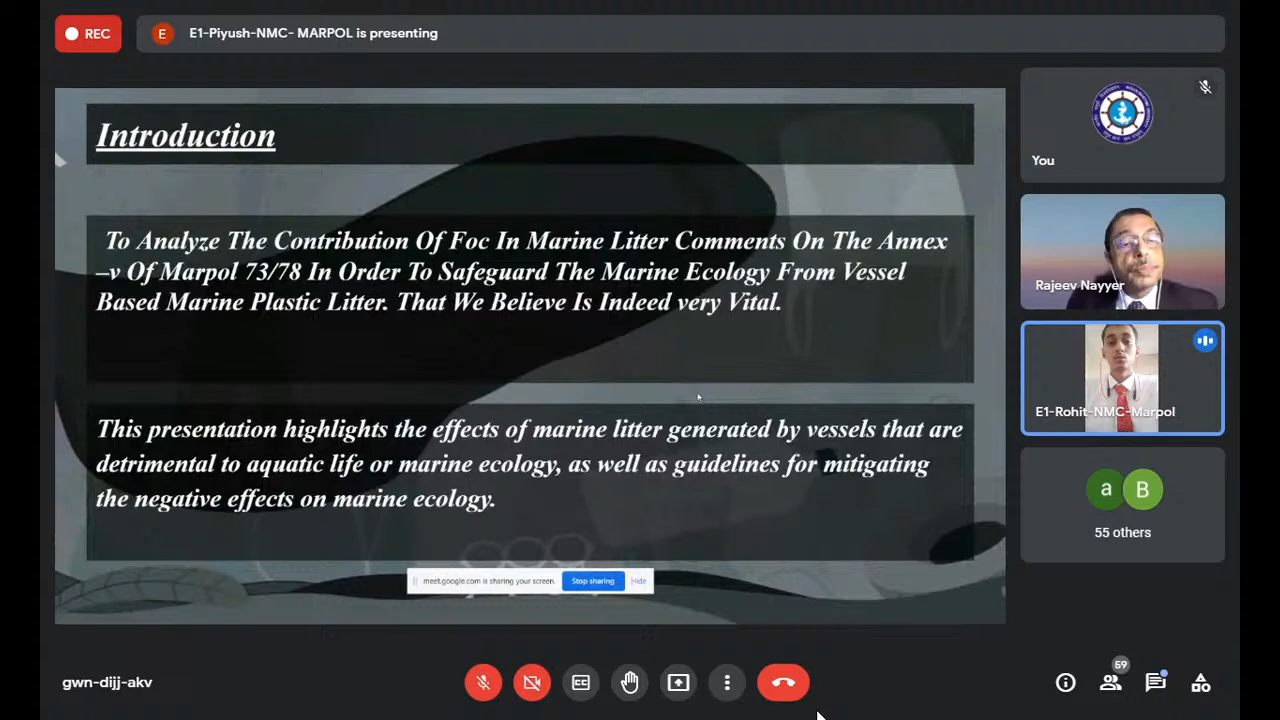 REC
E
E1-Piyush-NMC- MARPOL is presenting
Introduction
To Analyze The Contribution Of Foc In Marine Litter Comments On The Annex
–v Of Marpol 73/78 In Order To Safeguard The Marine Ecology From Vessel
Based Marine Plastic Litter. That We Believe Is Indeed very Vital.
This presentation highlights the effects of marine litter generated by vessels that are
detrimental to aquatic life or marine ecology, as well as guidelines for mitigating
the negative effects on marine ecology.
meet.google.com is sharing your screen.
Stop sharing
Hide
You
Rajeev Nayyer
E1-Rohit-NMC-Marpol
a
B
55 others
gwn-dijj-akv
CC
59